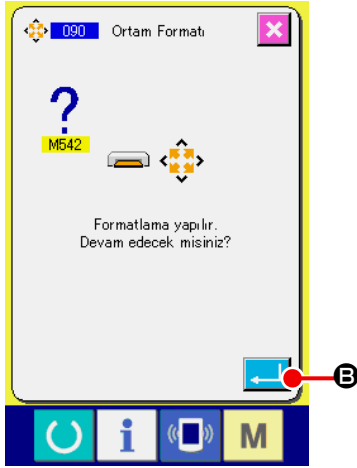 090 Ortam Formatı
?
M542
Formatlama yapılır.
Devam edecek misiniz?
B
i
M